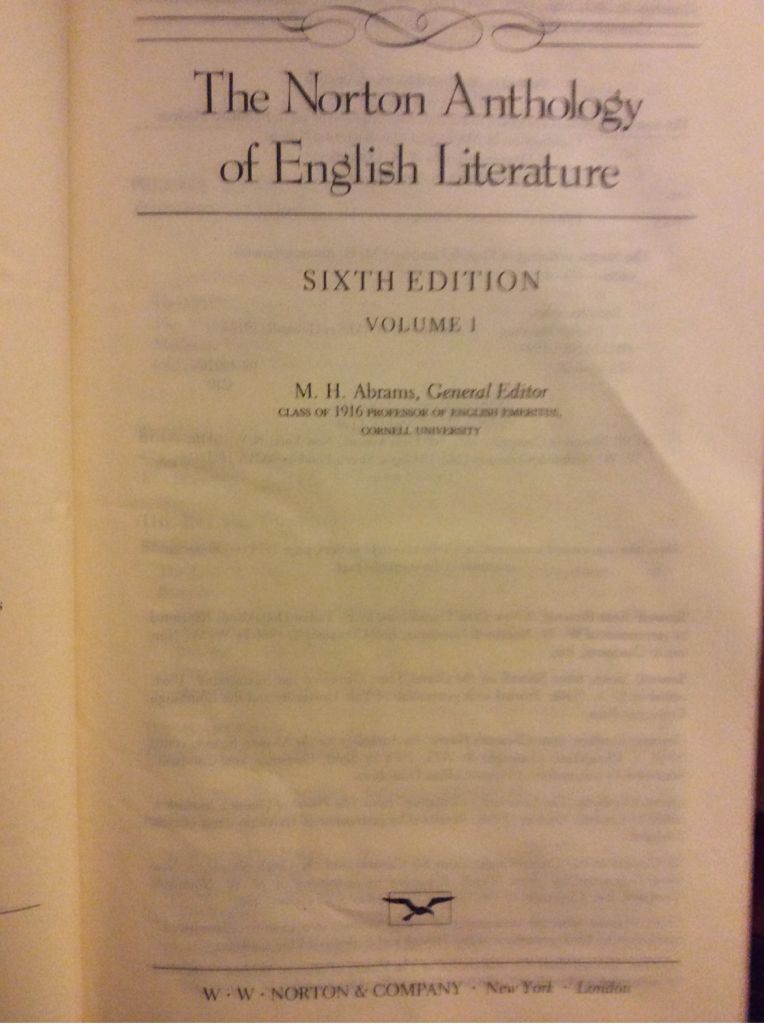 The Norton Anthology
of English Literature
SIXTH EDITION
VOLUME 1
M. H. Abrams, General Editor
CLASS OF 1916 PROFESSOR OF ENGLISH EMERITUS,
CORNELL UNIVERSITY
W · W · NORTON & COMPANY · New York · London